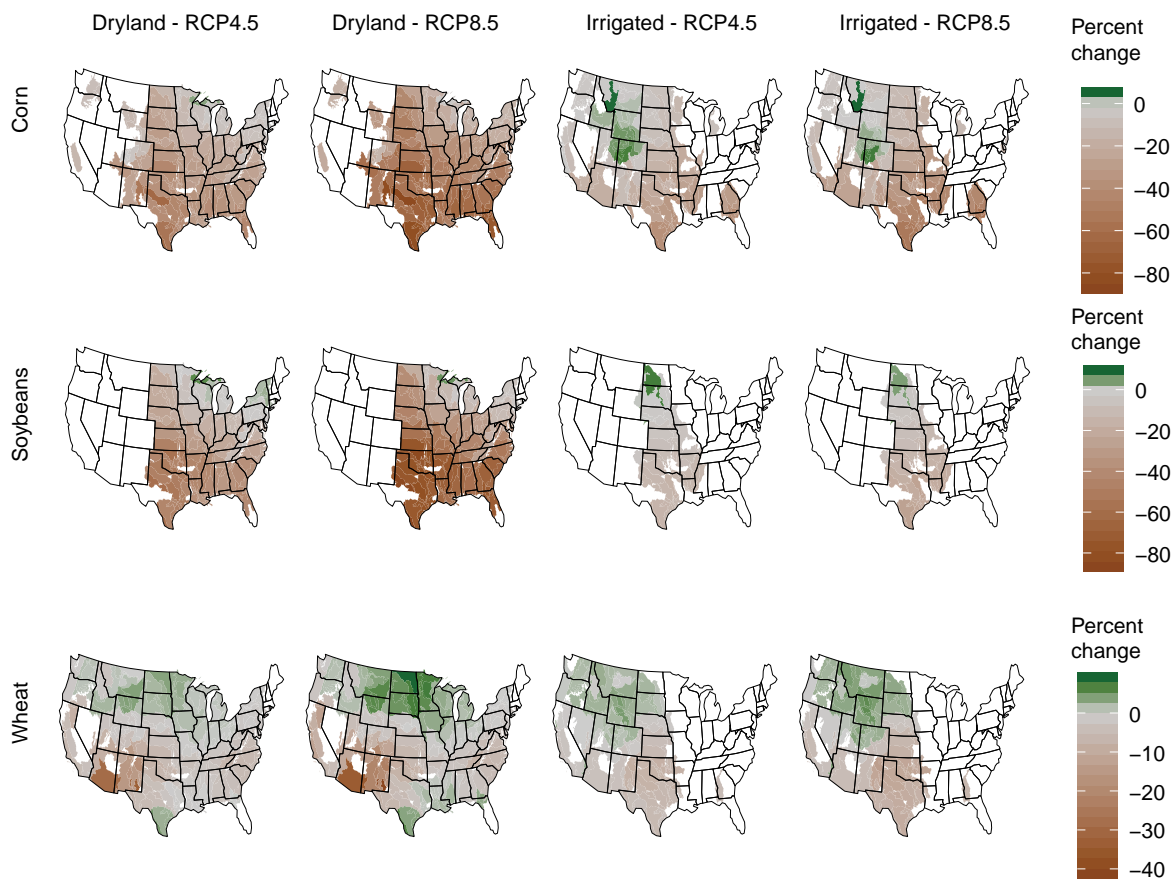 Dryland - RCP4.5
Dryland - RCP8.5
Irrigated - RCP4.5
Irrigated - RCP8.5
Percent
change
Corn
0
−20
−40
−60
−80
Percent
change
Soybeans
0
−20
−40
−60
−80
Percent
change
Wheat
0
−10
−20
−30
−40